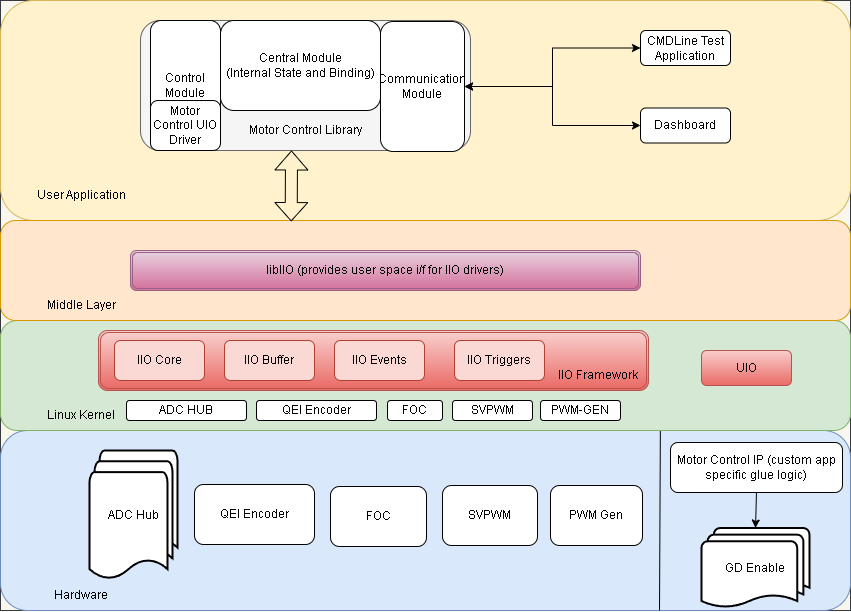 Control
Module
Motor
Control UIO
Driver
Central Module
(Internal State and Binding)
Motor Control Library
Communication
Module
CMDLine Test
Application
Dashboard
User Application
libIIO (provides user space i/f for IIO drivers)
Middle Layer
IIO Core
IIO Buffer
IIO Events
IIO Triggers
IIO Framework
UIO
Linux Kernel
ADC HUB
QEI Encoder
FOC
SVPWM
PWM-GEN
ADC Hub
QEI Encoder
FOC
SVPWM
PWM Gen
Hardware
Motor Control IP (custom app
specific glue logic)
GD Enable